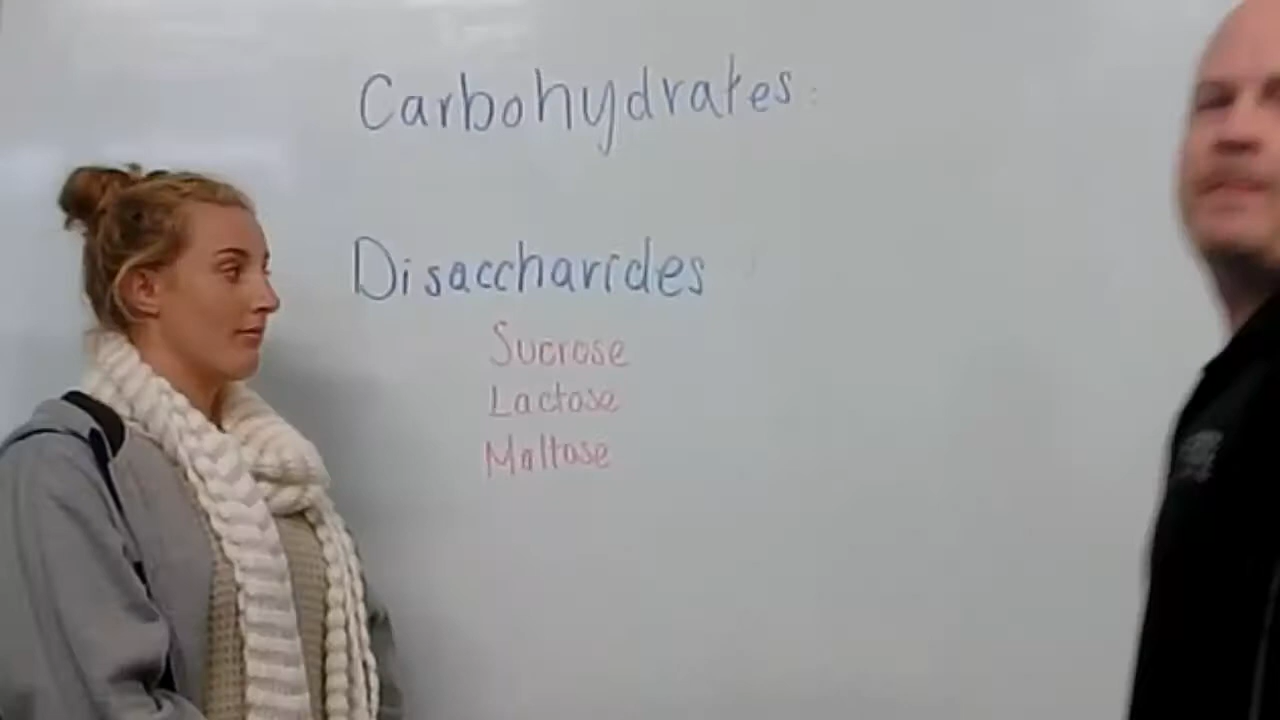 Carbohydrates:
Disaccharides
Sucrose
Lactose
Maltose